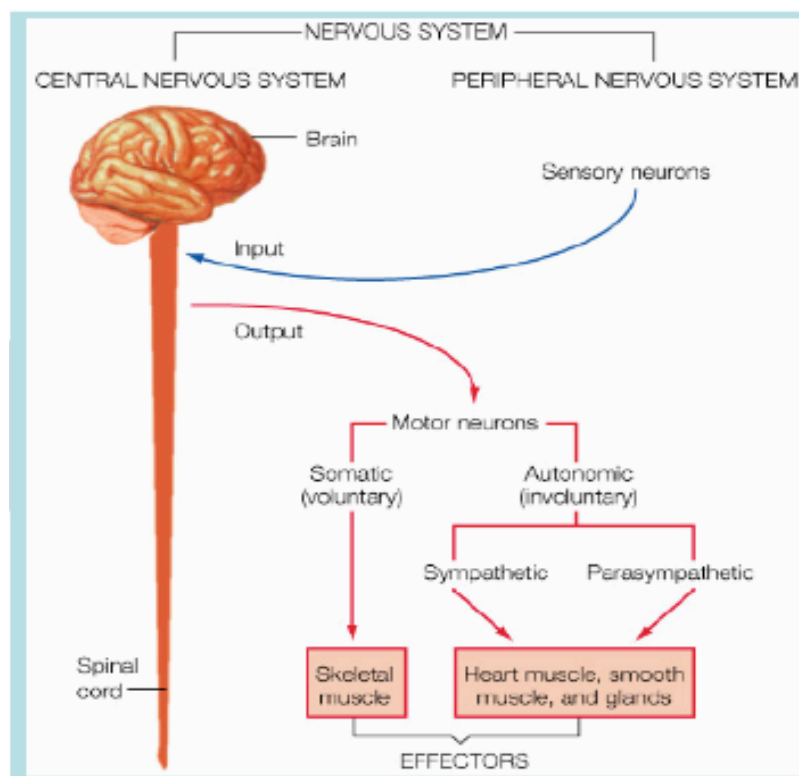 NERVOUS SYSTEM
CENTRAL NERVOUS SYSTEM
PERIPHERAL NERVOUS SYSTEM
Brain
Sensory neurons
Input
Output
Motor neurons
Somatic
(voluntary)
Autonomic
(involuntary)
Sympathetic
Parasympathetic
Spinal
cord
Skeletal
muscle
Heart muscle, smooth
muscle, and glands
EFFECTORS